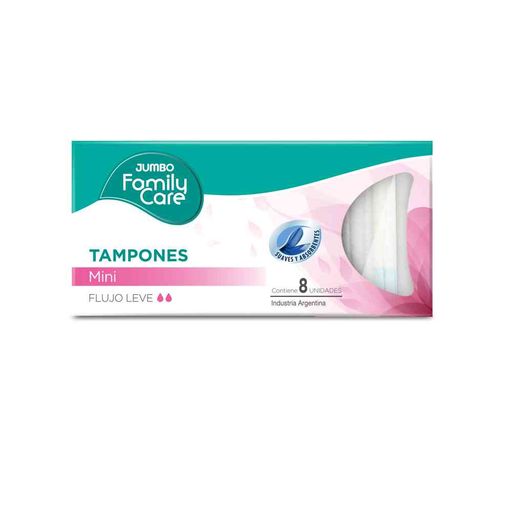 JUMBO
Family
Care
TAMPONES
Mini
FLUJO LEVE
SUAVES Y ABSORBENTES
Contiene 8 UNIDADES
Industria Argentina